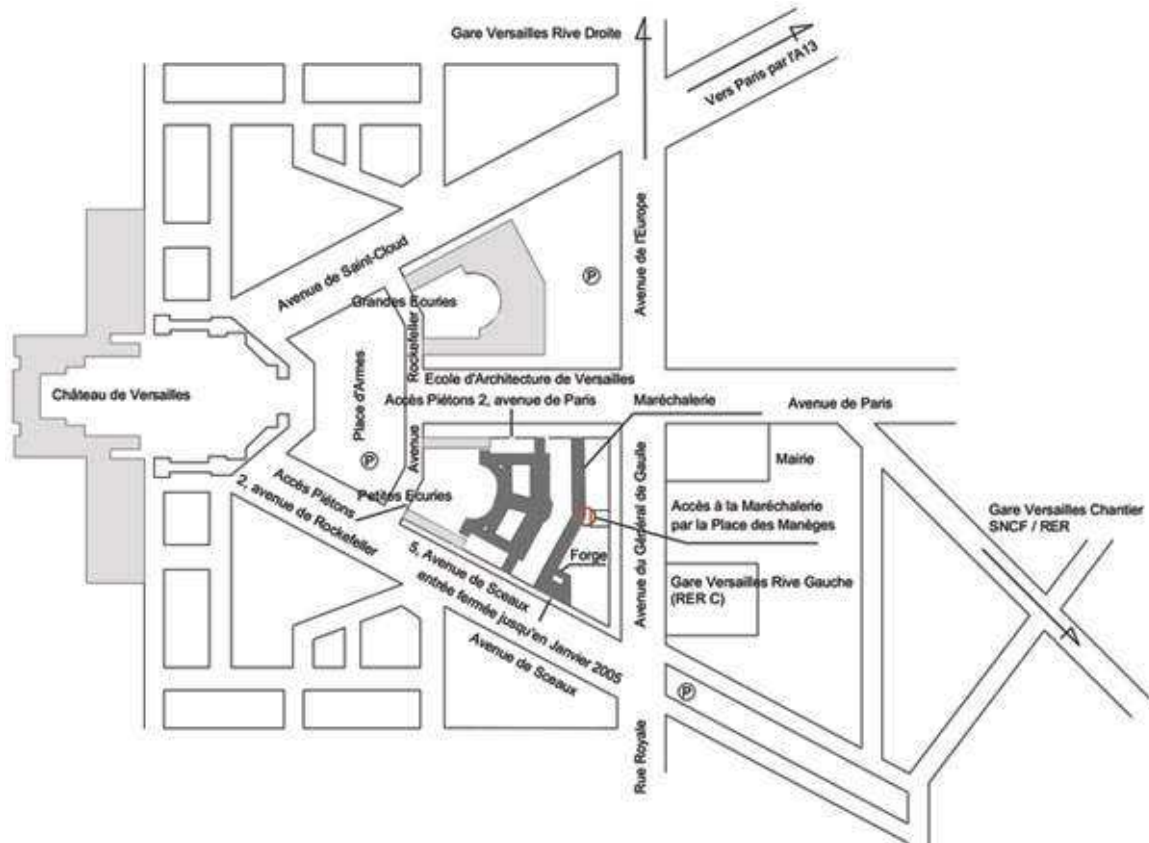 Gare Versailles Rive Droite
Vers Paris par l'A13
Avenue de l'Europe
Avenue de Saint-Cloud
Grandes Ecuries
P
Avenue Rockefeller
Place d'Armes
P
Château de Versailles
Ecole d'Architecture de Versailles
Accès Piétons 2, avenue de Paris
Maréchalerie
Avenue de Paris
Mairie
Petites Ecuries
Accès Piétons
2, avenue de Rockefeller
Avenue du Général de Gaulle
Accès à la Maréchalerie
par la Place des Manèges
Gare Versailles Chantier
SNCF / RER
Forge
Gare Versailles Rive Gauche
(RER C)
5, Avenue de Sceaux
entrée fermée jusqu'en Janvier 2005
Avenue de Sceaux
P
Rue Royale